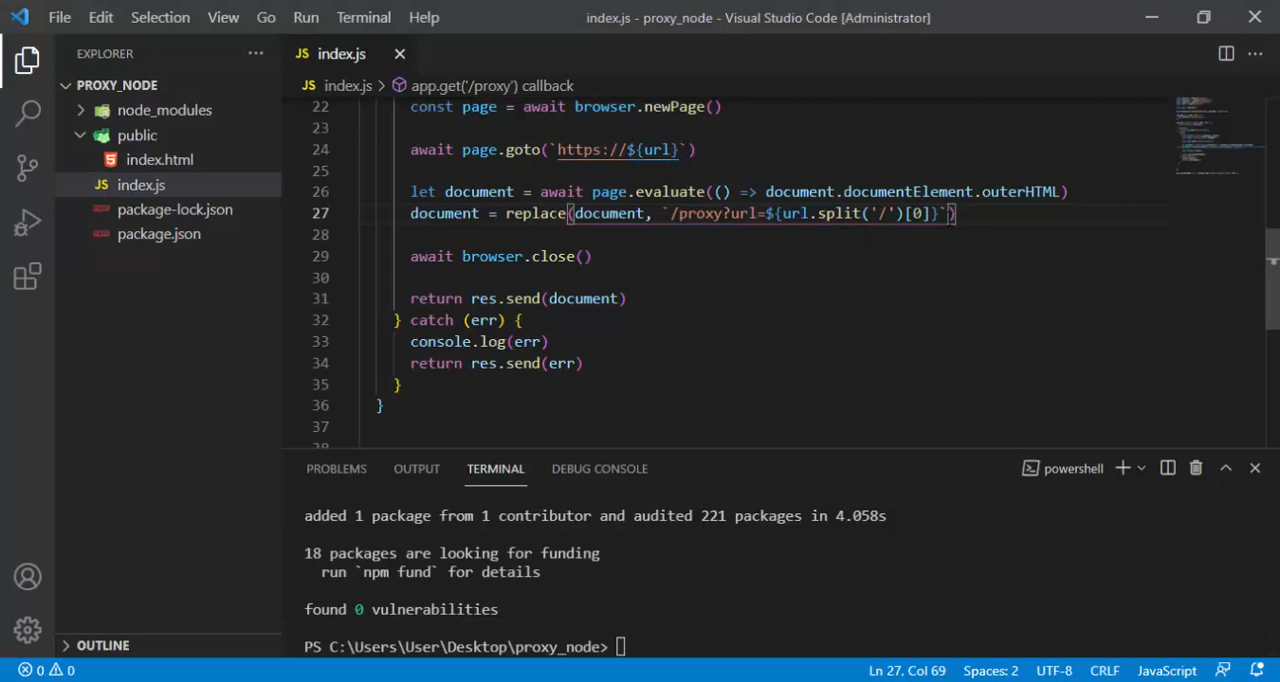 File Edit Selection View Go Run Terminal Help index.js - proxy_node - Visual Studio Code [Administrator]
EXPLORER
JS index.js
PROXY_NODE
node_modules
public
index.html
JS index.js
package-lock.json
package.json
OUTLINE
JS index.js > app.get('/proxy') callback
22 const page = await browser.newPage()
23
24 await page.goto(`https://${url}`)
25
26 let document = await page.evaluate(() => document.documentElement.outerHTML)
27 document = replace(document, `/proxy?url=${url.split('/')[0]}`)
28
29 await browser.close()
30
31 return res.send(document)
32 } catch (err) {
33 console.log(err)
34 return res.send(err)
35 }
36 }
37
38
PROBLEMS OUTPUT TERMINAL DEBUG CONSOLE powershell
added 1 package from 1 contributor and audited 221 packages in 4.058s
18 packages are looking for funding
run `npm fund` for details
found 0 vulnerabilities
PS C:\Users\User\Desktop\proxy_node>
0 0 Ln 27, Col 69 Spaces: 2 UTF-8 CRLF JavaScript